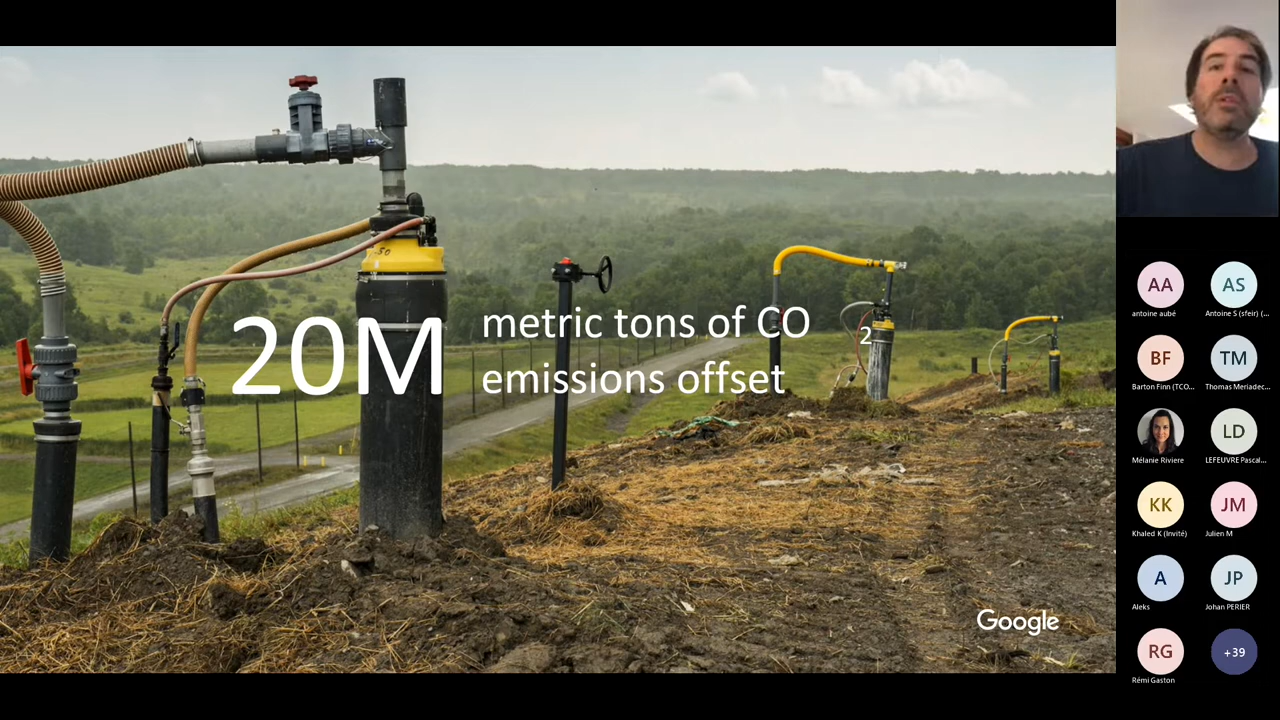 20M
metric tons of CO
2
emissions offset
Google
AA
AS
antoine aubé
Antoine S (sfeir) (...
BF
TM
Barton Finn (TCO...
Thomas Meriadec...
LD
Mélanie Riviere
LEFEUVRE Pascal...
KK
JM
Khaled K (Invité)
Julien M
A
JP
Aleks
Johan PERIER
RG
+39
Rémi Gaston